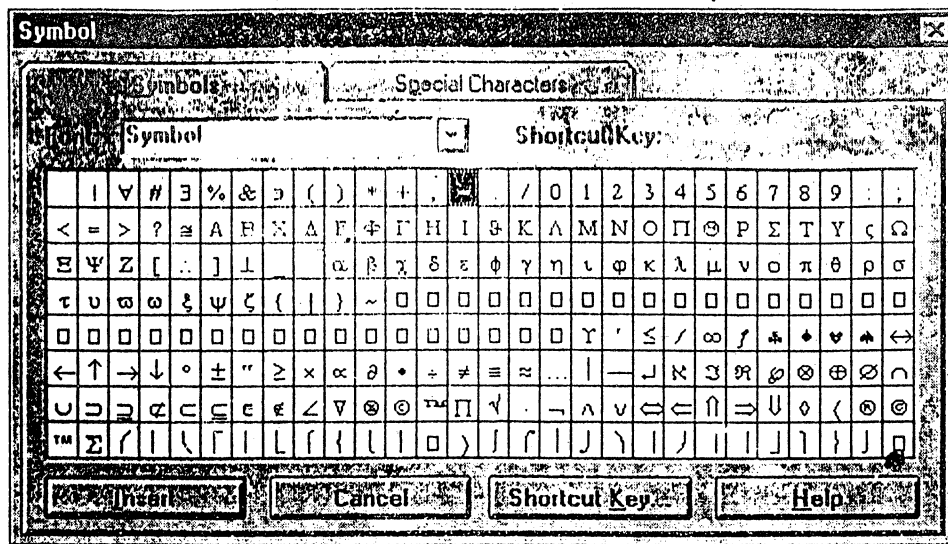 Symbol
Symbols Special Characters
Font: Symbol Shortcut Key:
! ∀ # ∃ % & ∋ ( ) * + , − . / 0 1 2 3 4 5 6 7 8 9 : ;
< = > ? ≅ Α Β Χ Δ Ε Φ Γ Η Ι ϑ Κ Λ Μ Ν Ο Π Θ Ρ Σ Τ Υ ς Ω
Ξ Ψ Ζ [ ∴ ] ⊥ _ α β χ δ ε φ γ η ι ϕ κ λ μ ν ο π θ ρ σ
τ υ ϖ ω ξ ψ ζ { | } ~ □ □ □ □ □ □ □ □ □ □ □ □ □ □ □ □ □
□ □ □ □ □ □ □ □ □ □ □ □ □ □ □ □ □ ϒ ′ ≤ ⁄ ∞ ƒ ♣ ♦ ♥ ♠ ↔
← ↑ → ↓ ° ± ″ ≥ × ∝ ∂ • ÷ ≠ ≡ ≈ … | — ↵ ℵ ℑ ℜ ℘ ⊗ ⊕ ∅ ∩
∪ ⊃ ⊇ ⊄ ⊂ ⊆ ∈ ∉ ∠ ∇ ® © ™ ∏ √ ⋅ ¬ ∧ ∨ ⇔ ⇐ ⇑ ⇒ ⇓ ◊ 〈 ® ©
™ ∑ ⎛ ⎜ ⎝ ⎡ ⎢ ⎣ ⎧ ⎨ ⎩ ⎪ □ 〉 ∫ ⌠ ⎮ ⌡ ⎞ ⎟ ⎠ ⎤ ⎥ ⎦ ⎫ ⎬ ⎭ □
Insert Cancel Shortcut Key... Help